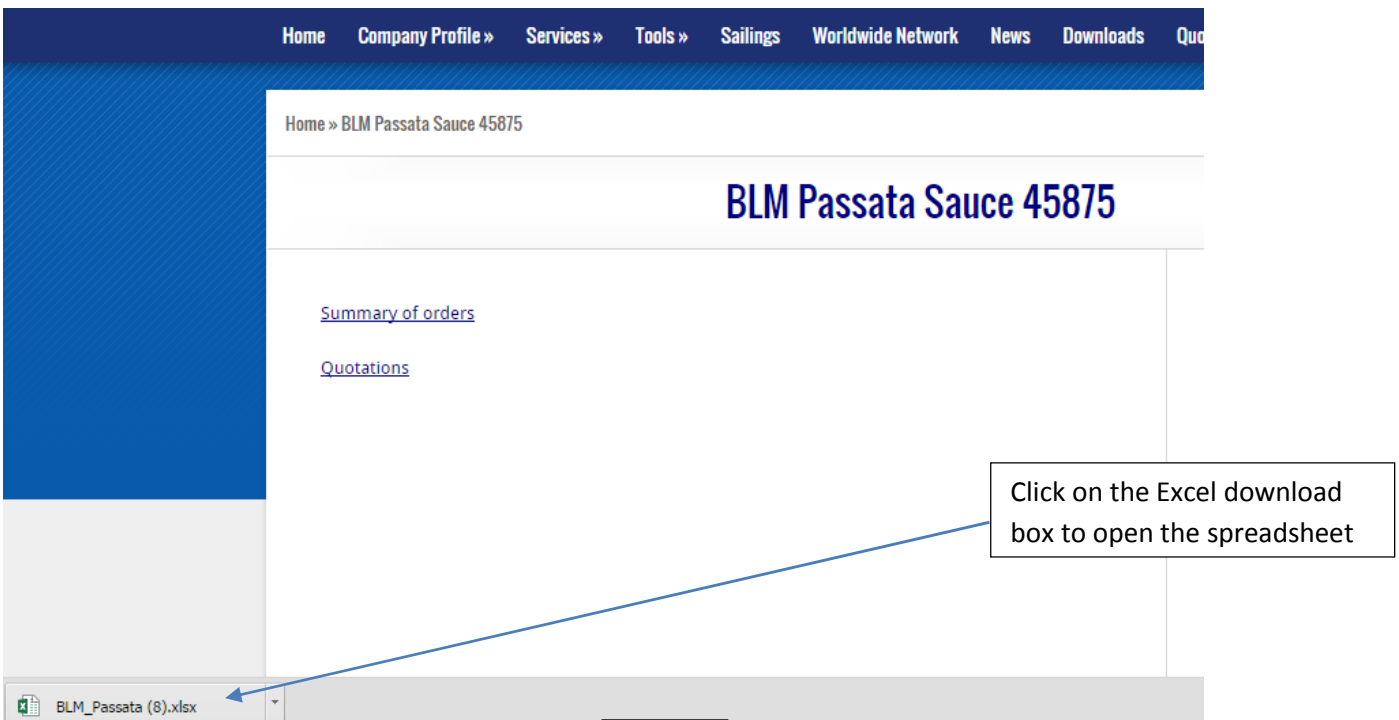 Home Company Profile » Services » Tools » Sailings Worldwide Network News Downloads Quo
Home » BLM Passata Sauce 45875
BLM Passata Sauce 45875
Summary of orders
Quotations
Click on the Excel download
box to open the spreadsheet
BLM_Passata (8).xlsx